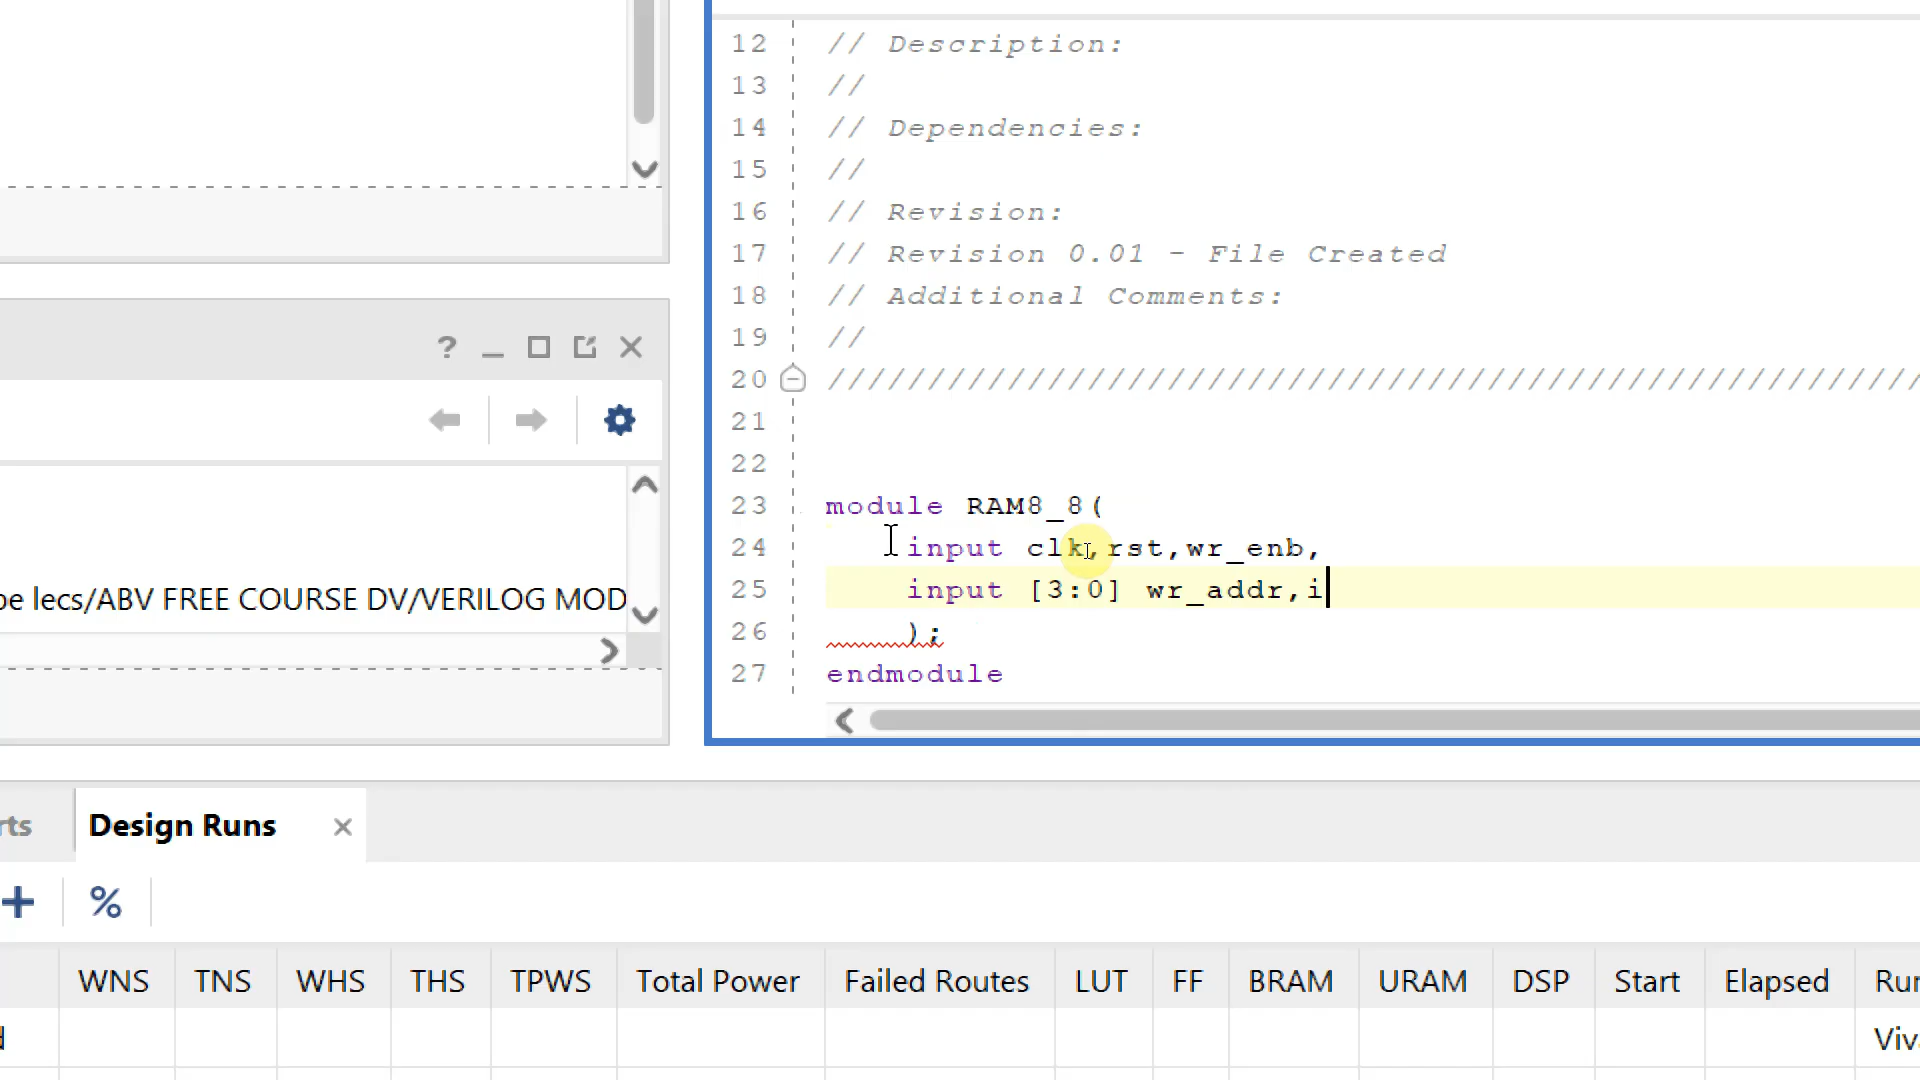 12 // Description:
13 //
14 // Dependencies:
15 //
16 // Revision:
17 // Revision 0.01 - File Created
18 // Additional Comments:
19 //
20 ////////////////////////////////////////////////////////
21
22
23 module RAM8_8(
24 input clk,rst,wr_enb,
25 input [3:0] wr_addr,i
26 );
27 endmodule
?
be lecs/ABV FREE COURSE DV/VERILOG MOD
rts Design Runs
%
WNS TNS WHS THS TPWS Total Power Failed Routes LUT FF BRAM URAM DSP Start Elapsed Run
d Viv